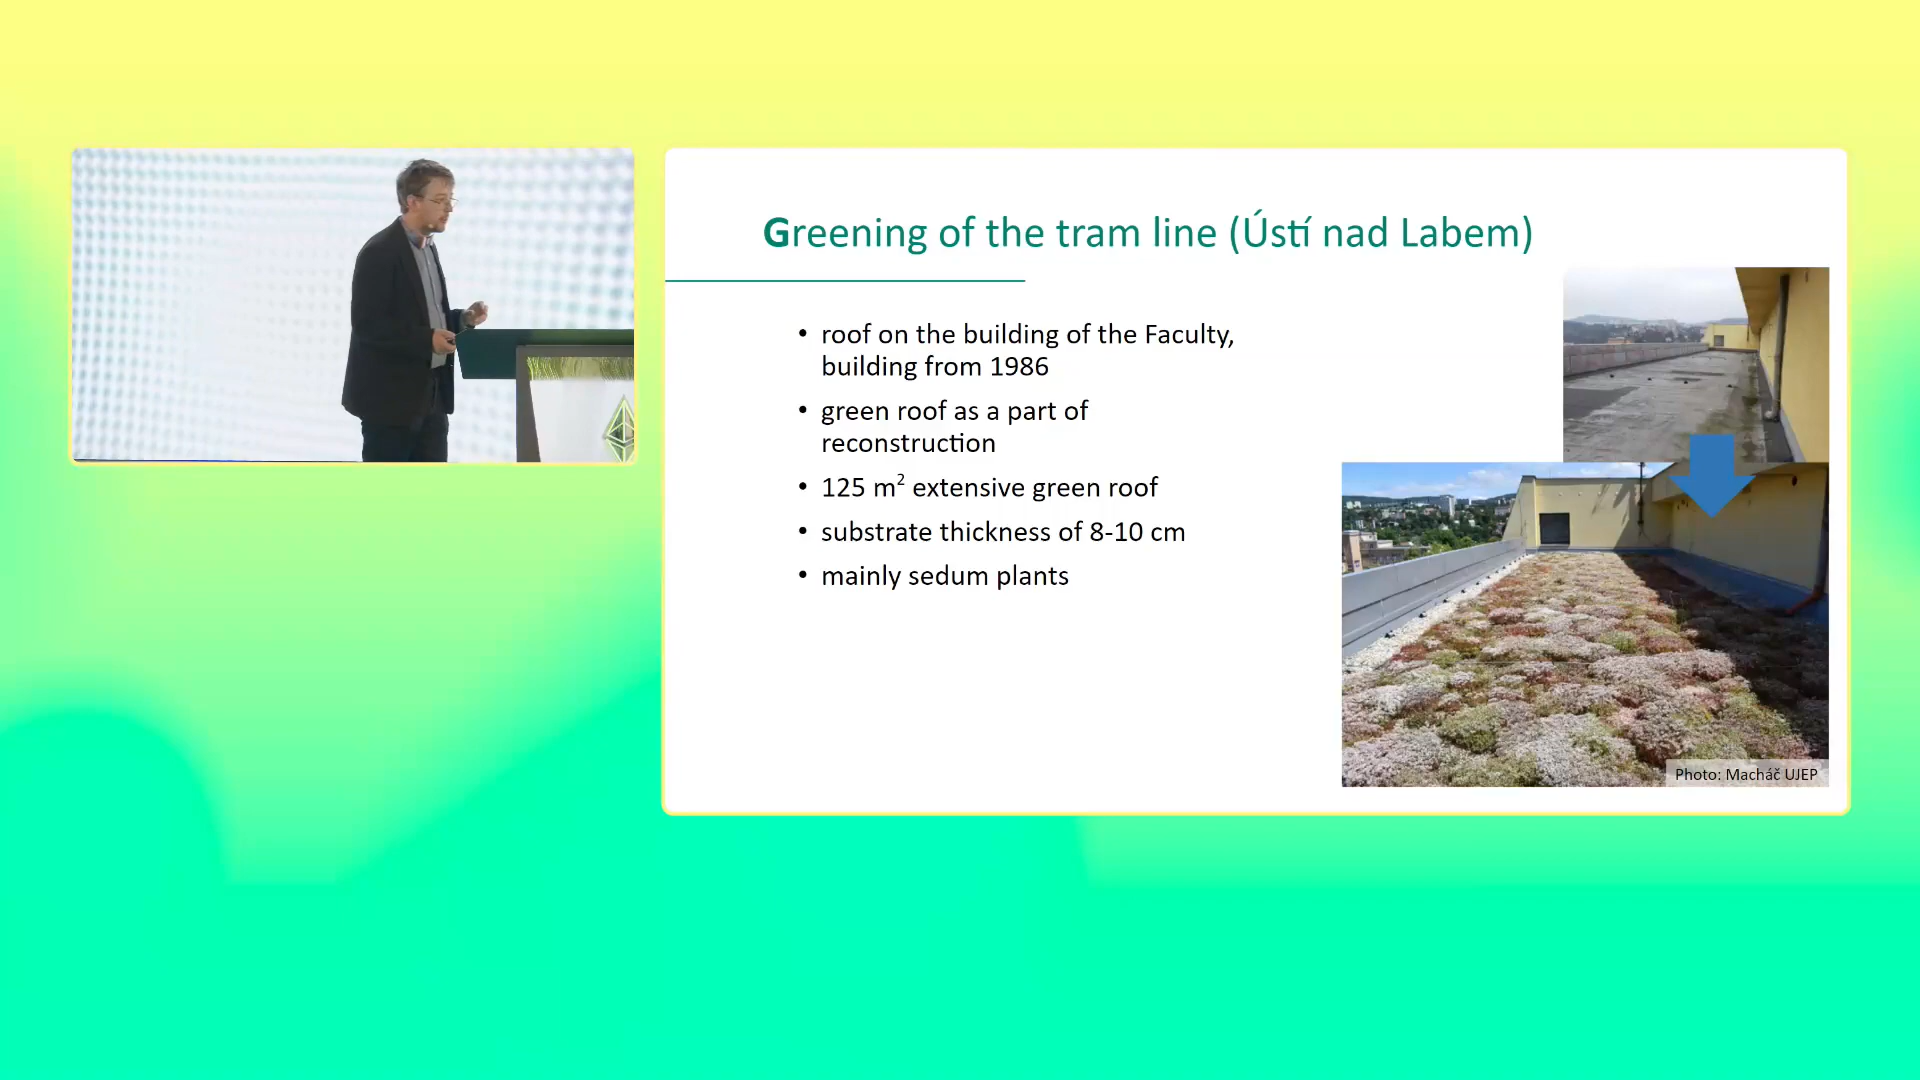 Greening of the tram line (Ústí nad Labem)
• roof on the building of the Faculty,
building from 1986
• green roof as a part of
reconstruction
• 125 m² extensive green roof
• substrate thickness of 8-10 cm
• mainly sedum plants
Photo: Macháč UJEP